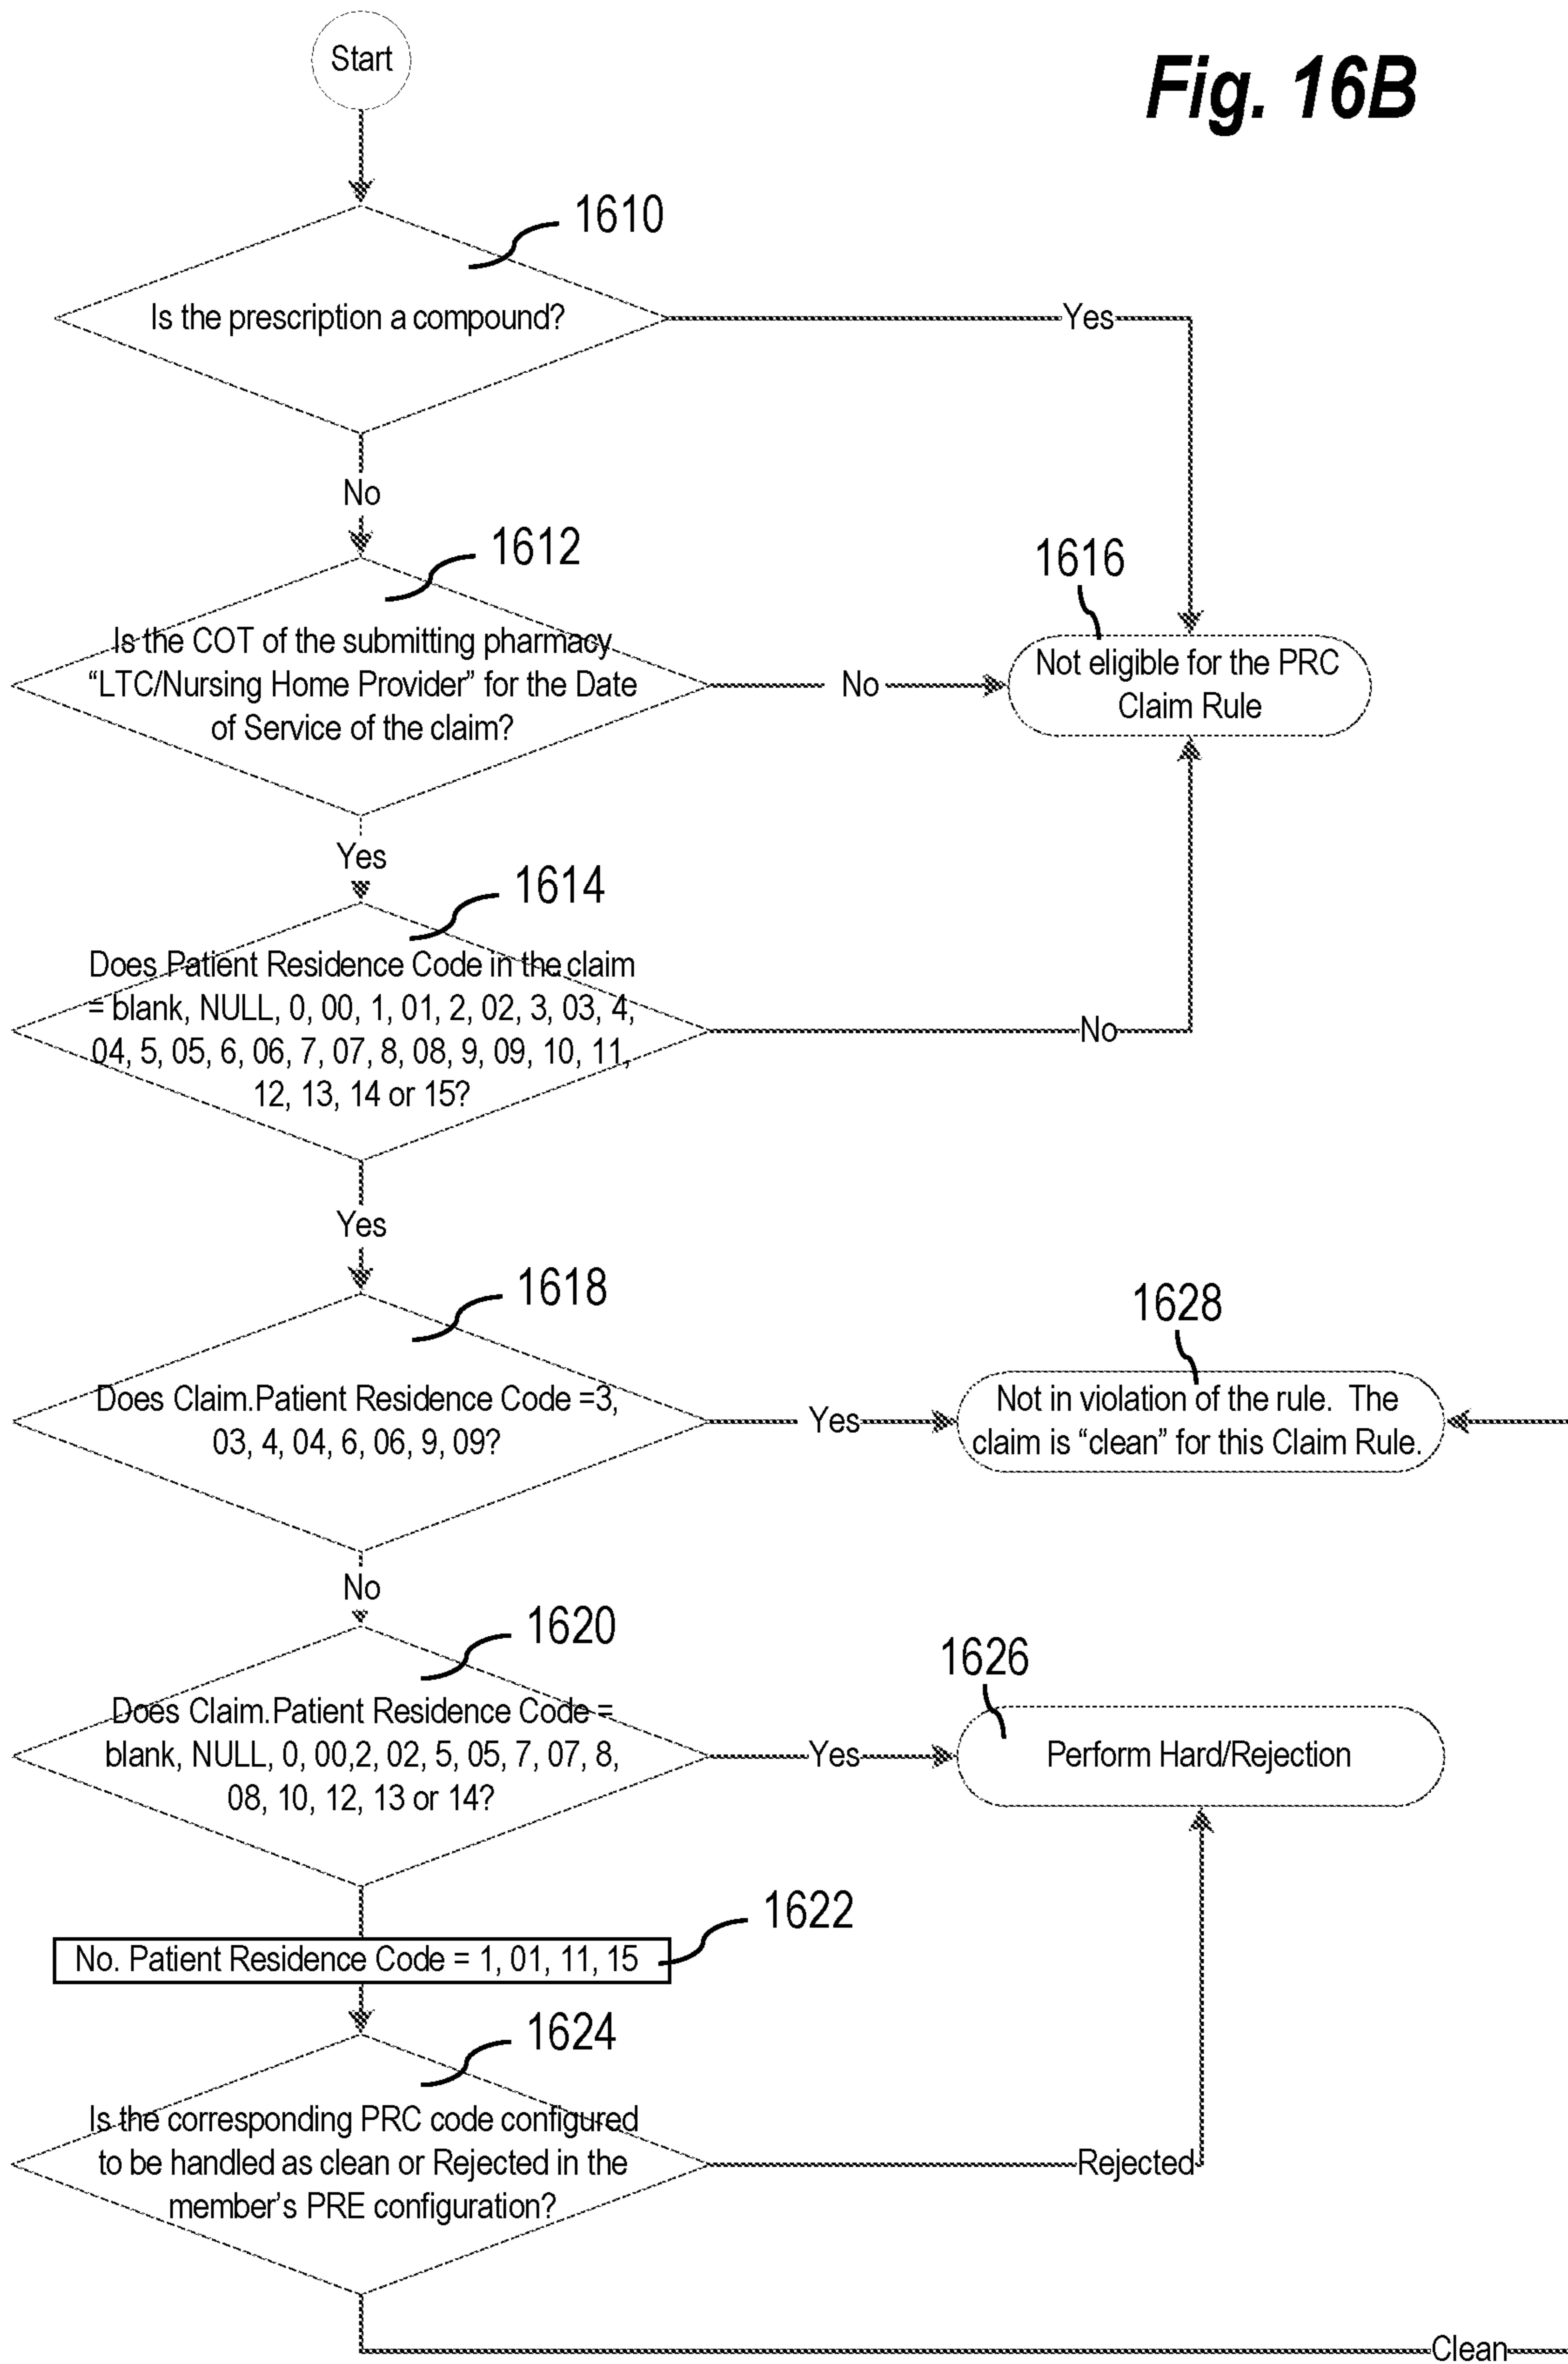 Start
Fig. 16B
1610
Is the prescription a compound?
Yes
No
1612
Is the COT of the submitting pharmacy
“LTC/Nursing Home Provider” for the Date
of Service of the claim?
No
1616
Not eligible for the PRC
Claim Rule
Yes
1614
Does Patient Residence Code in the claim
= blank, NULL, 0, 00, 1, 01, 2, 02, 3, 03, 4,
04, 5, 05, 6, 06, 7, 07, 8, 08, 9, 09, 10, 11,
12, 13, 14 or 15?
No
Yes
1618
Does Claim.Patient Residence Code =3,
03, 4, 04, 6, 06, 9, 09?
Yes
1628
Not in violation of the rule. The
claim is “clean” for this Claim Rule.
No
1620
Does Claim.Patient Residence Code =
blank, NULL, 0, 00,2, 02, 5, 05, 7, 07, 8,
08, 10, 12, 13 or 14?
Yes
1626
Perform Hard/Rejection
1622
No. Patient Residence Code = 1, 01, 11, 15
1624
Is the corresponding PRC code configured
to be handled as clean or Rejected in the
member’s PRE configuration?
Rejected
Clean